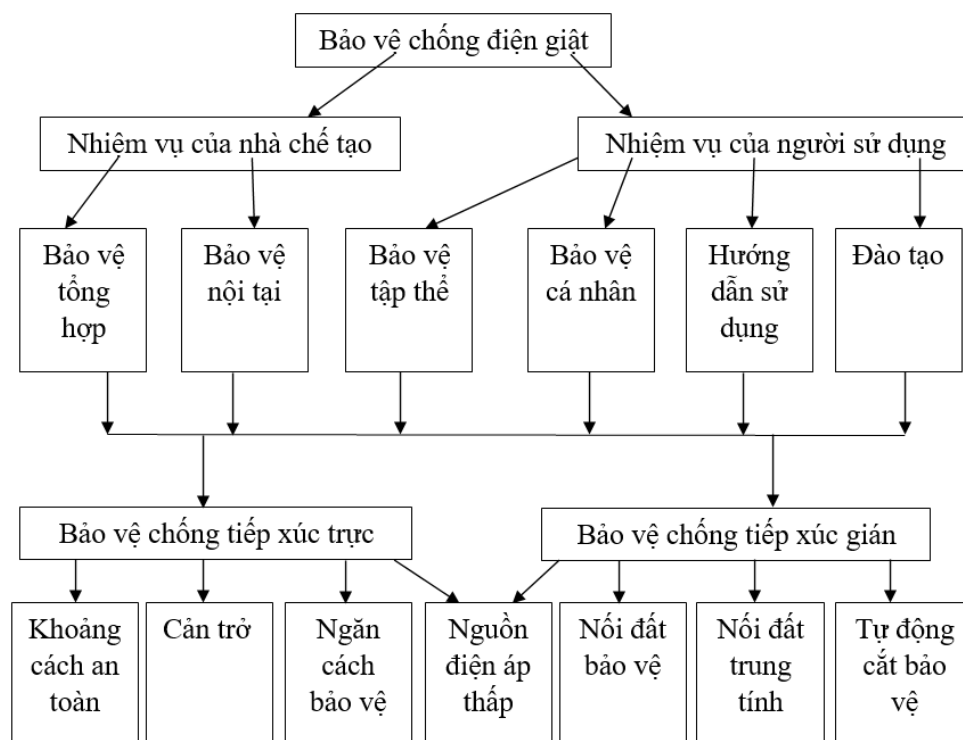 Bảo vệ chống điện giật
Nhiệm vụ của nhà chế tạo
Nhiệm vụ của người sử dụng
Bảo vệ
tổng
hợp
Bảo vệ
nội tại
Bảo vệ
tập thể
Bảo vệ
cá nhân
Hướng
dẫn sử
dụng
Đào tạo
Bảo vệ chống tiếp xúc trực
Bảo vệ chống tiếp xúc gián
Khoảng
cách an
toàn
Cản trở
Ngăn
cách
bảo vệ
Nguồn
điện áp
thấp
Nối đất
bảo vệ
Nối đất
trung
tính
Tự động
cắt bảo
vệ